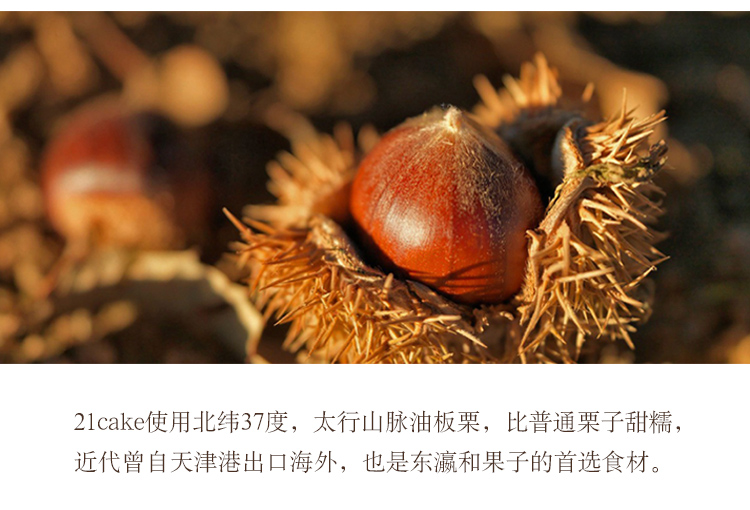 21cake使用北纬37度，太行山脉油板栗，比普通栗子甜糯，
近代曾自天津港出口海外，也是东瀛和果子的首选食材。